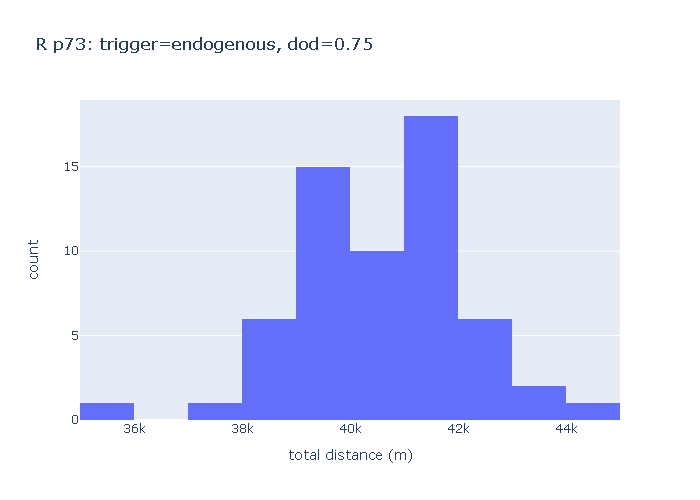 R p73: trigger=endogenous, dod=0.75
15
10
5
0
count
36k
38k
40k
42k
44k
total distance (m)